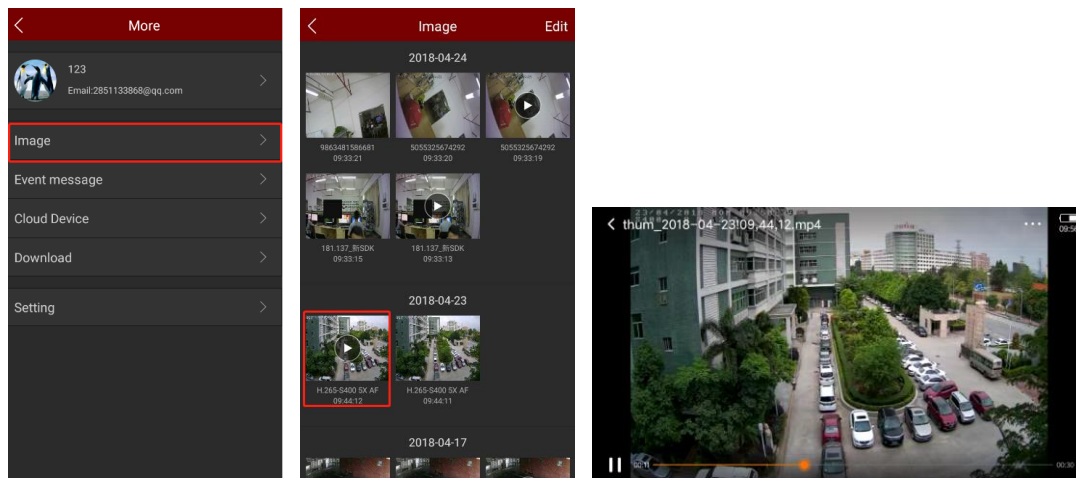 More
123
Email:2851133868@qq.com
Image
Event message
Cloud Device
Download
Setting
Image
Edit
2018-04-24
9863481586681
09:33:21
5055325674292
09:33:20
5055325674292
09:33:19
181.137_新SDK
09:33:15
181.137_新SDK
09:33:13
2018-04-23
H.265-S400 5X AF
09:44:12
H.265-S400 5X AF
09:44:11
2018-04-17
thum_2018-04-23!09,44,12.mp4
00:11
00:30